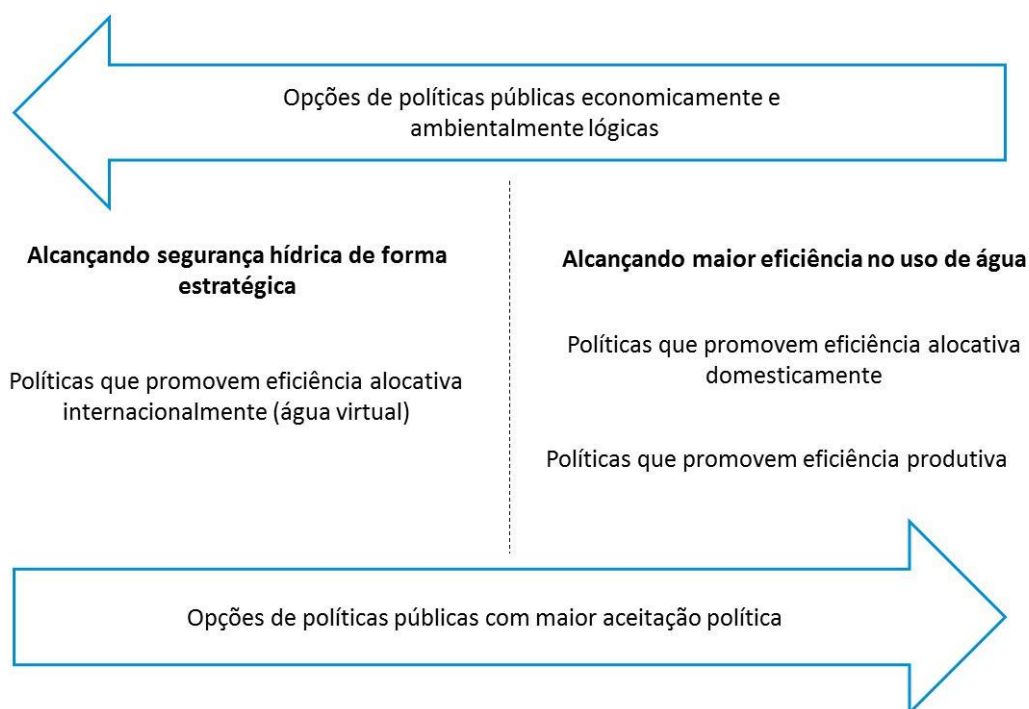 Opções de políticas públicas economicamente e
ambientalmente lógicas
Alcançando segurança hídrica de forma
estratégica
Políticas que promovem eficiência alocativa
internacionalmente (água virtual)
Alcançando maior eficiência no uso de água
Políticas que promovem eficiência alocativa
domesticamente
Políticas que promovem eficiência produtiva
Opções de políticas públicas com maior aceitação política